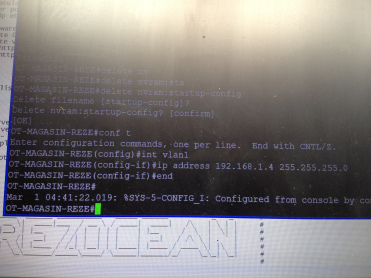 OT-MAGASIN-REZE#delete nvram:startup-config
Delete filename [startup-config]?
Delete nvram:startup-config? [confirm]
[OK]
OT-MAGASIN-REZE#conf t
Enter configuration commands, one per line.  End with CNTL/Z.
OT-MAGASIN-REZE(config)#int vlan1
OT-MAGASIN-REZE(config-if)#ip address 192.168.1.4 255.255.255.0
OT-MAGASIN-REZE(config-if)#end
OT-MAGASIN-REZE#
Mar  1 04:41:22.019: %SYS-5-CONFIG_I: Configured from console by con
OT-MAGASIN-REZE#
REZOCEAN